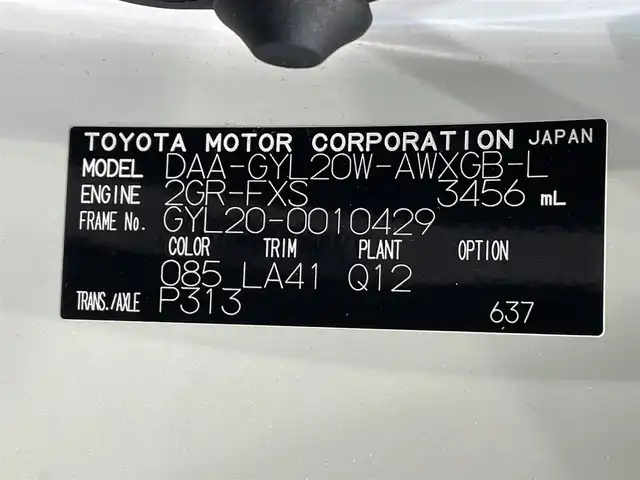 TOYOTA MOTOR CORPORATION JAPAN
MODEL DAA-GYL20W-AWXGB-L
ENGINE 2GR-FXS 3456 mL
FRAME No. GYL20-0010429
COLOR TRIM PLANT OPTION
085 LA41 Q12
TRANS./AXLE P313 637